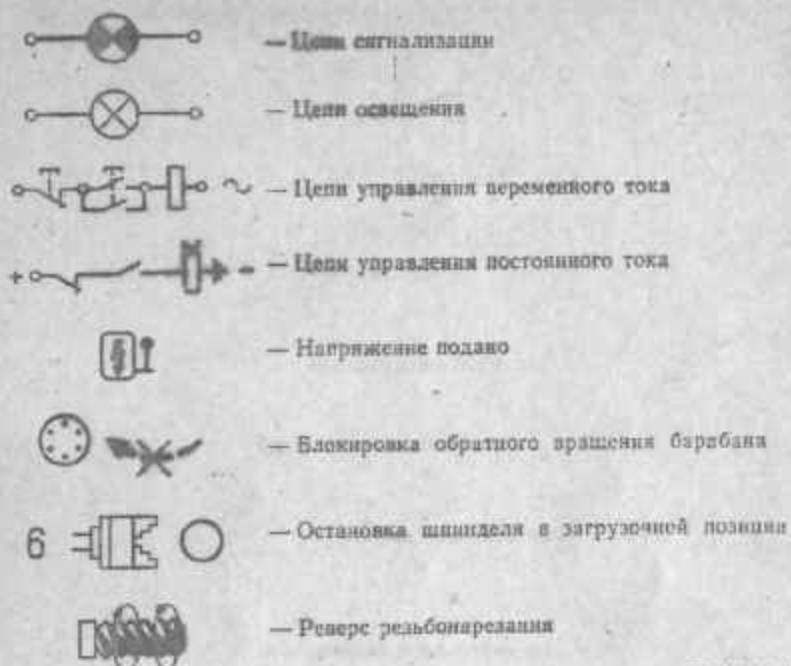 — Цепи сигнализации
— Цепи освещения
~ — Цепи управления переменного тока
+ - — Цепи управления постоянного тока
— Напряжение подано
— Блокировка обратного вращения барабана
6 — Остановка шпинделя в загрузочной позиции
— Реверс резьбонарезания